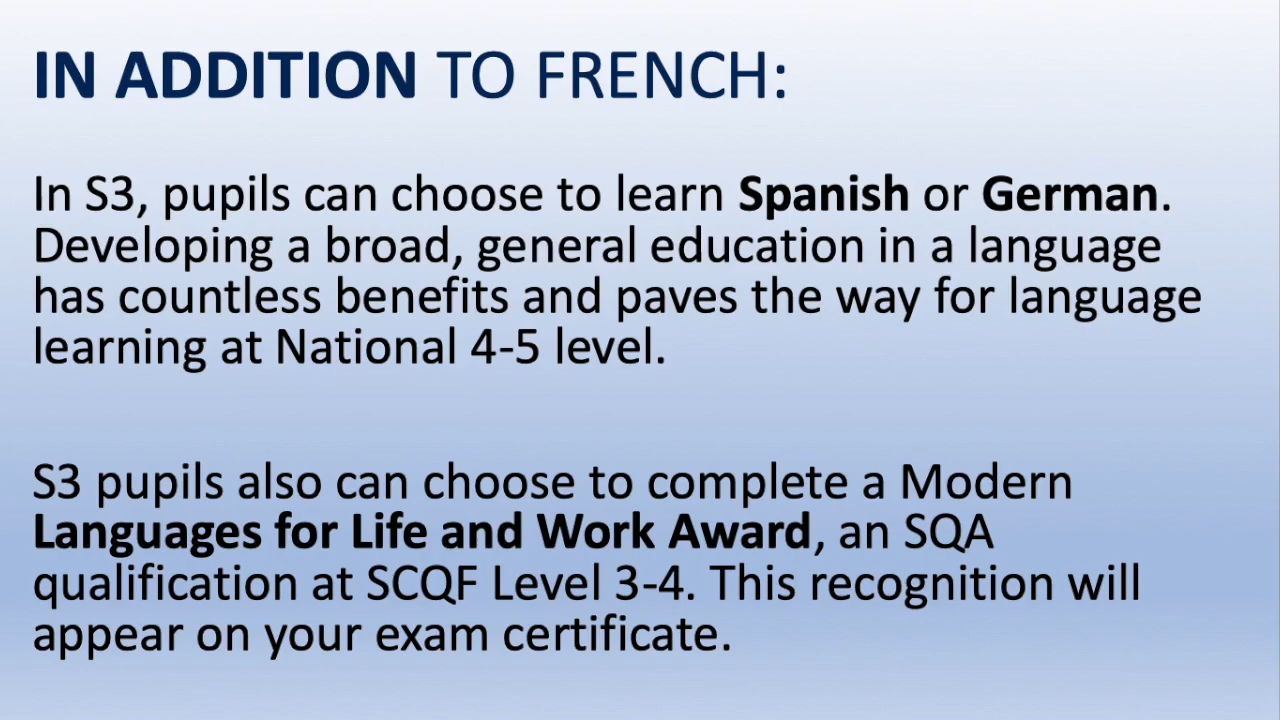 IN ADDITION TO FRENCH:
In S3, pupils can choose to learn Spanish or German.
Developing a broad, general education in a language
has countless benefits and paves the way for language
learning at National 4-5 level.
S3 pupils also can choose to complete a Modern
Languages for Life and Work Award, an SQA
qualification at SCQF Level 3-4. This recognition will
appear on your exam certificate.